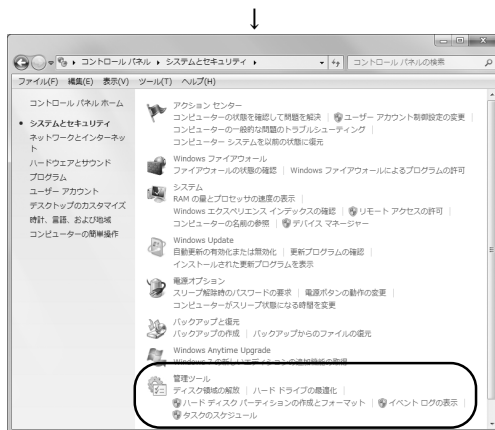 コントロール パネル ▸ システムとセキュリティ ▸
コントロール パネルの検索
ファイル(F) 編集(E) 表示(V) ツール(T) ヘルプ(H)
コントロール パネル ホーム
システムとセキュリティ
ネットワークとインターネット
ハードウェアとサウンド
プログラム
ユーザー アカウント
デスクトップのカスタマイズ
時計、言語、および地域
コンピューターの簡単操作
アクション センター
コンピューターの状態を確認して問題を解決 | ユーザー アカウント制御設定の変更 |
コンピューターの一般的な問題のトラブルシューティング |
コンピューター システムを以前の状態に復元
Windows ファイアウォール
ファイアウォールの状態の確認 | Windows ファイアウォールによるプログラムの許可
システム
RAM の量とプロセッサの速度の表示 |
Windows エクスペリエンス インデックスの確認 | リモート アクセスの許可 |
コンピューターの名前の参照 | デバイス マネージャー
Windows Update
自動更新の有効化または無効化 | 更新プログラムの確認 |
インストールされた更新プログラムを表示
電源オプション
スリープ解除時のパスワードの要求 | 電源ボタンの動作の変更 |
コンピューターがスリープ状態になる時間を変更
バックアップと復元
バックアップの作成 | バックアップからのファイルの復元
Windows Anytime Upgrade
Windows 7 の新しいエディションの追加機能の取得
管理ツール
ディスク領域の解放 | ハード ドライブの最適化 |
ハード ディスク パーティションの作成とフォーマット | イベント ログの表示 |
タスクのスケジュール